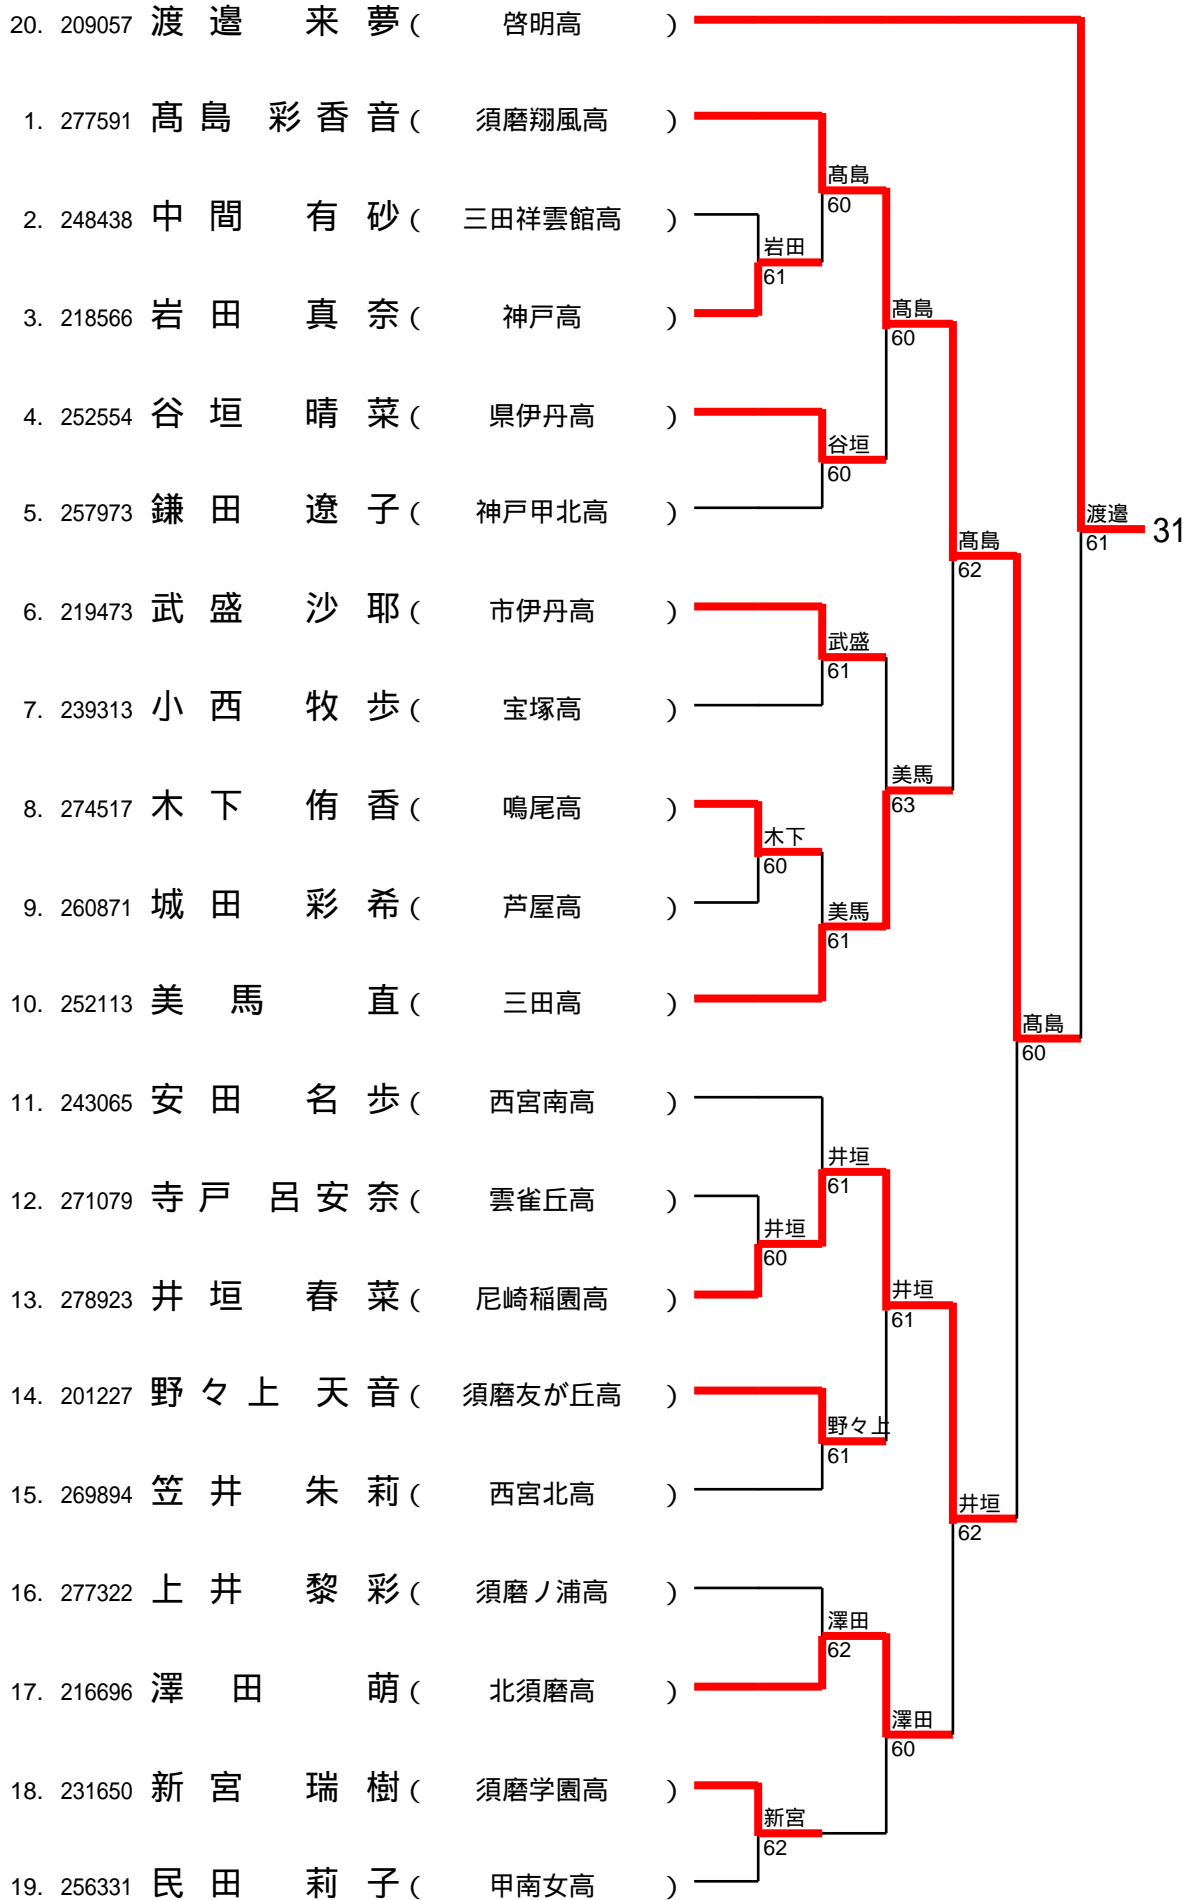 20. 209057 渡邉 来夢 ( 啓明高 )
1. 277591 髙島 彩香音 ( 須磨翔風高 )
髙島
60
2. 248438 中間 有砂 ( 三田祥雲館高 )
岩田
61
3. 218566 岩田 真奈 ( 神戸高 )
髙島
60
4. 252554 谷垣 晴菜 ( 県伊丹高 )
谷垣
60
5. 257973 鎌田 遼子 ( 神戸甲北高 )
渡邉
61
31
髙島
62
6. 219473 武盛 沙耶 ( 市伊丹高 )
武盛
61
7. 239313 小西 牧歩 ( 宝塚高 )
美馬
63
8. 274517 木下 侑香 ( 鳴尾高 )
木下
60
9. 260871 城田 彩希 ( 芦屋高 )
美馬
61
10. 252113 美馬 直 ( 三田高 )
髙島
60
11. 243065 安田 名歩 ( 西宮南高 )
井垣
61
12. 271079 寺戸 呂安奈 ( 雲雀丘高 )
井垣
60
13. 278923 井垣 春菜 ( 尼崎稲園高 )
井垣
61
14. 201227 野々上 天音 ( 須磨友が丘高 )
野々上
61
15. 269894 笠井 朱莉 ( 西宮北高 )
井垣
62
16. 277322 上井 黎彩 ( 須磨ノ浦高 )
澤田
62
17. 216696 澤田 萌 ( 北須磨高 )
澤田
60
18. 231650 新宮 瑞樹 ( 須磨学園高 )
新宮
62
19. 256331 民田 莉子 ( 甲南女高 )